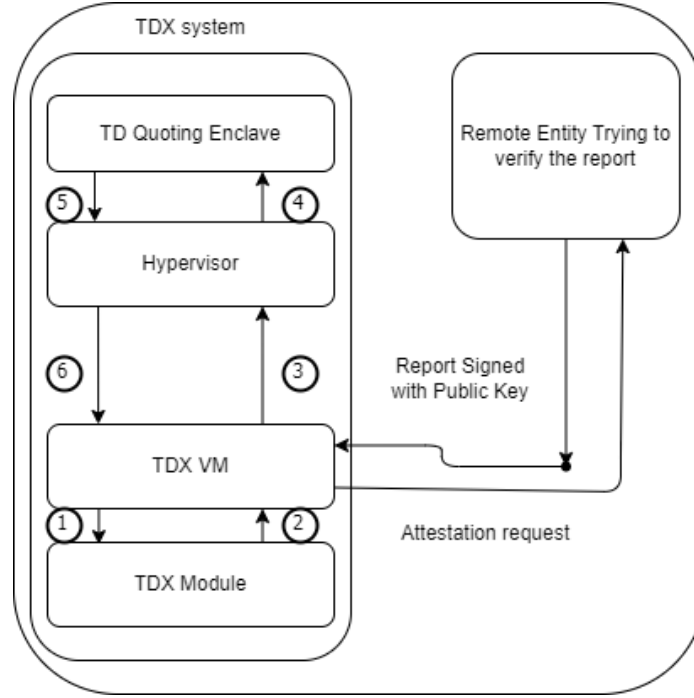 TDX system
TD Quoting Enclave
5
4
Hypervisor
6
3
TDX VM
1
2
TDX Module
Remote Entity Trying to
verify the report
Report Signed
with Public Key
Attestation request